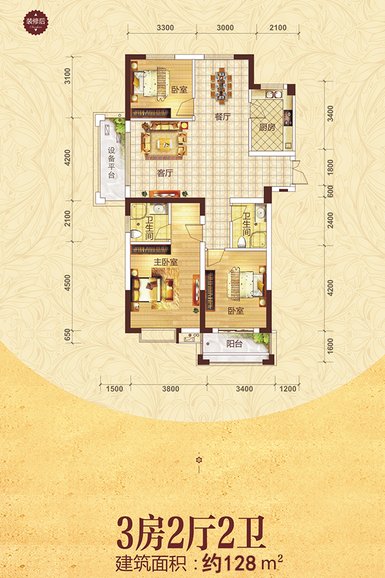 装修后
3300 3000 2100
3100
4200
2100
4500
650
3400
1800
600
2400
4200
1600
卧室
餐厅
厨房
设备平台
客厅
卫生间
卫生间
主卧室
卧室
阳台
1500 3800 3400 1200
3房2厅2卫
建筑面积：约128 m²